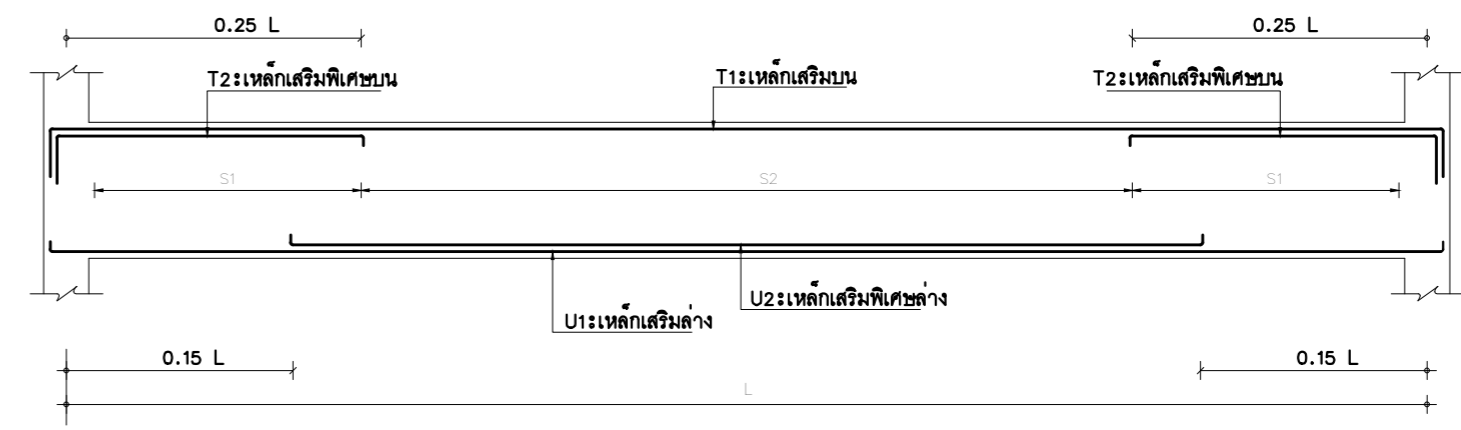 0.25 L
0.25 L
T2:เหล็กเสริมพิเศษบน
T1:เหล็กเสริมบน
T2:เหล็กเสริมพิเศษบน
S1
S2
S1
U2:เหล็กเสริมพิเศษล่าง
U1:เหล็กเสริมล่าง
0.15 L
0.15 L
L